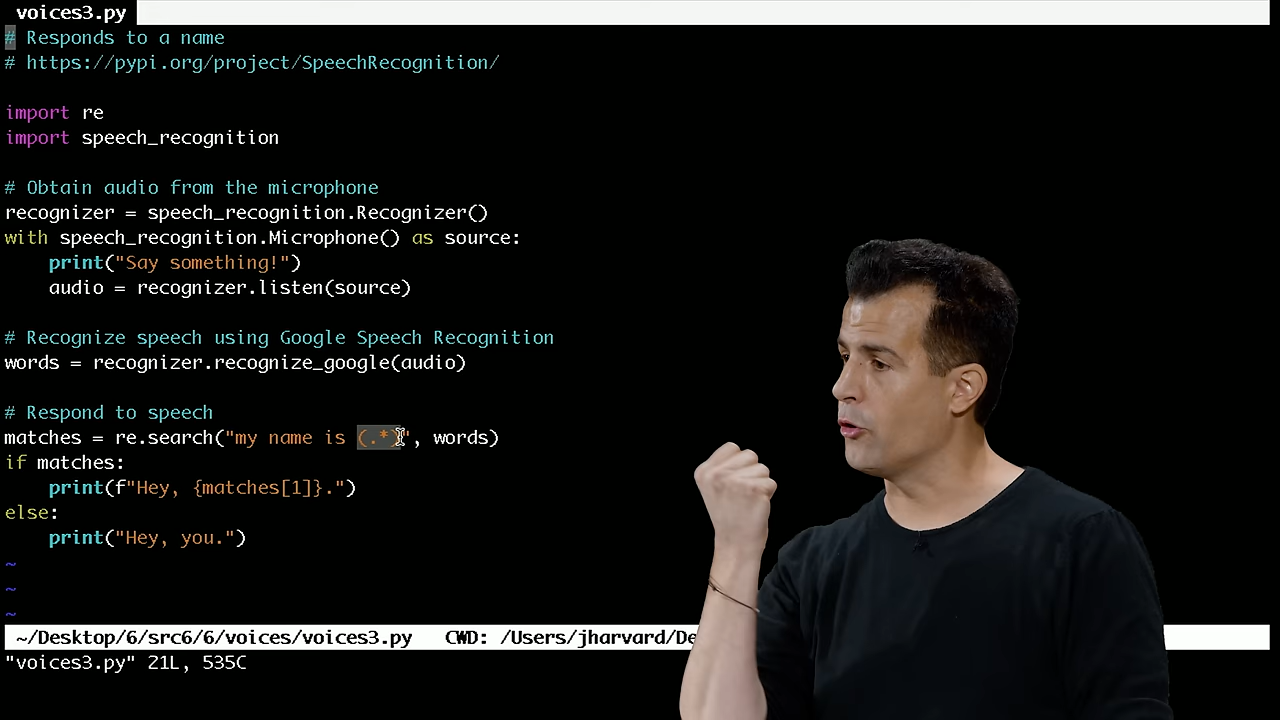 voices3.py
# Responds to a name
# https://pypi.org/project/SpeechRecognition/
import re
import speech_recognition
# Obtain audio from the microphone
recognizer = speech_recognition.Recognizer()
with speech_recognition.Microphone() as source:
    print("Say something!")
    audio = recognizer.listen(source)
# Recognize speech using Google Speech Recognition
words = recognizer.recognize_google(audio)
# Respond to speech
matches = re.search("my name is (.*)", words)
if matches:
    print(f"Hey, {matches[1]}.")
else:
    print("Hey, you.")
~
~
~
~/Desktop/6/src6/6/voices/voices3.py   CWD: /Users/jharvard/De
"voices3.py" 21L, 535C